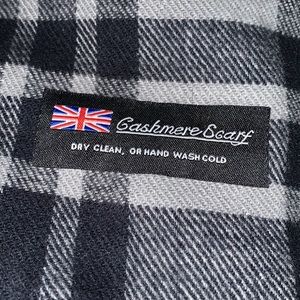 Cashmere Scarf
DRY CLEAN, OR HAND WASH COLD